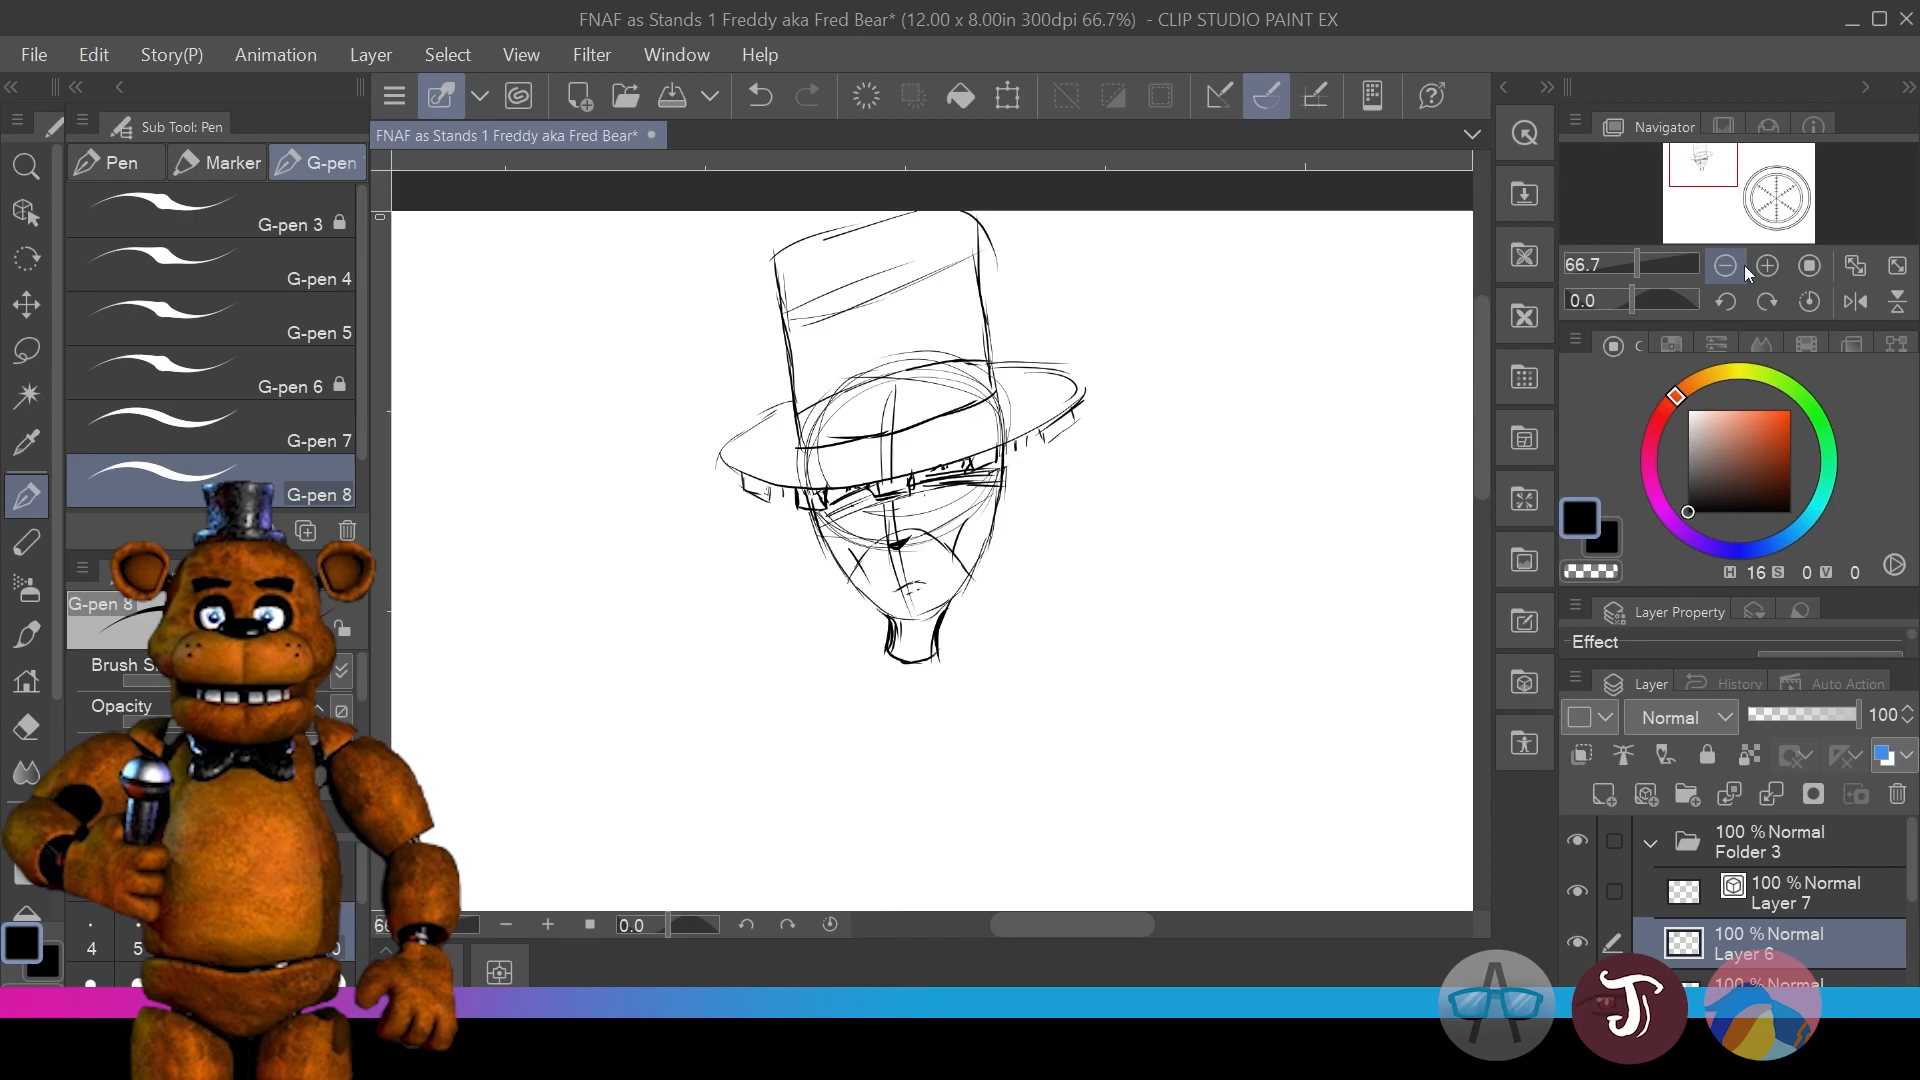 FNAF as Stands 1 Freddy aka Fred Bear* (12.00 x 8.00in 300dpi 66.7%) - CLIP STUDIO PAINT EX
File Edit Story(P) Animation Layer Select View Filter Window Help
Sub Tool: Pen
FNAF as Stands 1 Freddy aka Fred Bear*
Navigator
Pen Marker G-pen
G-pen 3
G-pen 4
G-pen 5
G-pen 6
G-pen 7
G-pen 8
66.7
0.0
C
H 16 S 0 V 0
G-pen 8
Layer Property
Effect
Brush S
Opacity
Layer History Auto Action
Normal 100
100 % Normal
Folder 3
100 % Normal
Layer 7
100 % Normal
Layer 6
100 % Normal
0.0
4 5